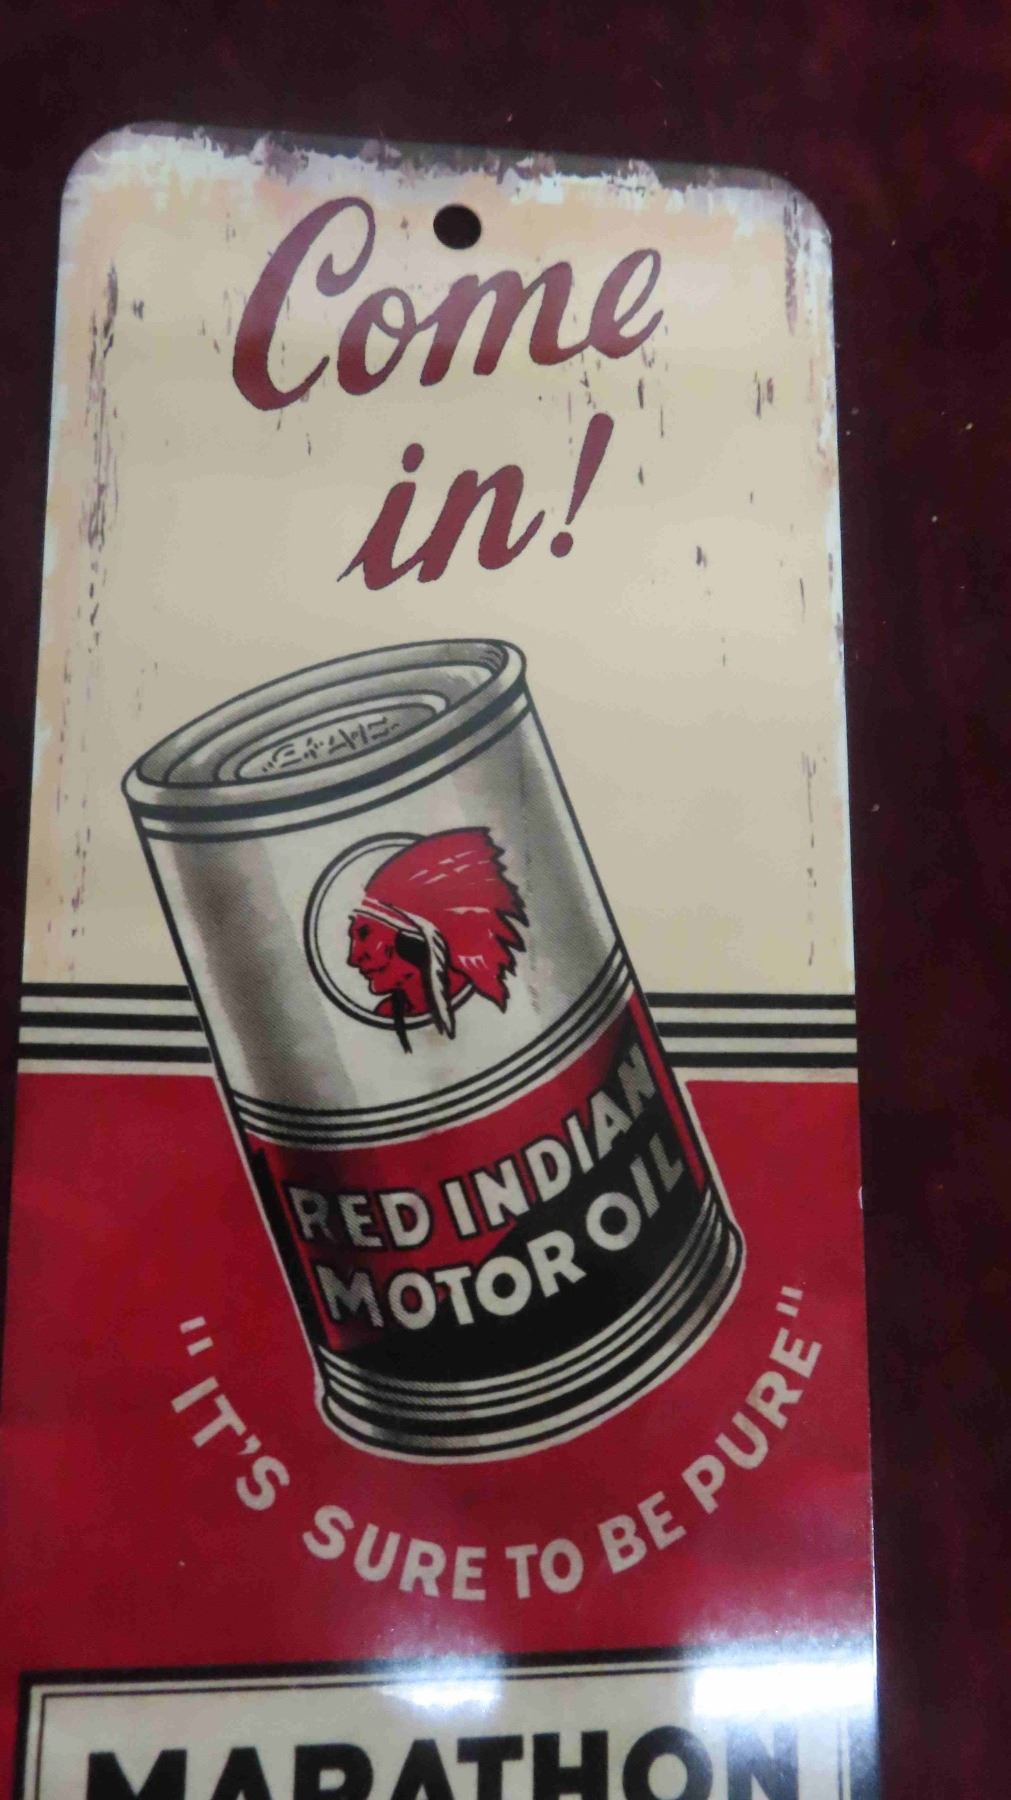 Come
in!
RED INDIAN
MOTOR OIL
"IT'S SURE TO BE PURE"
MARATHON